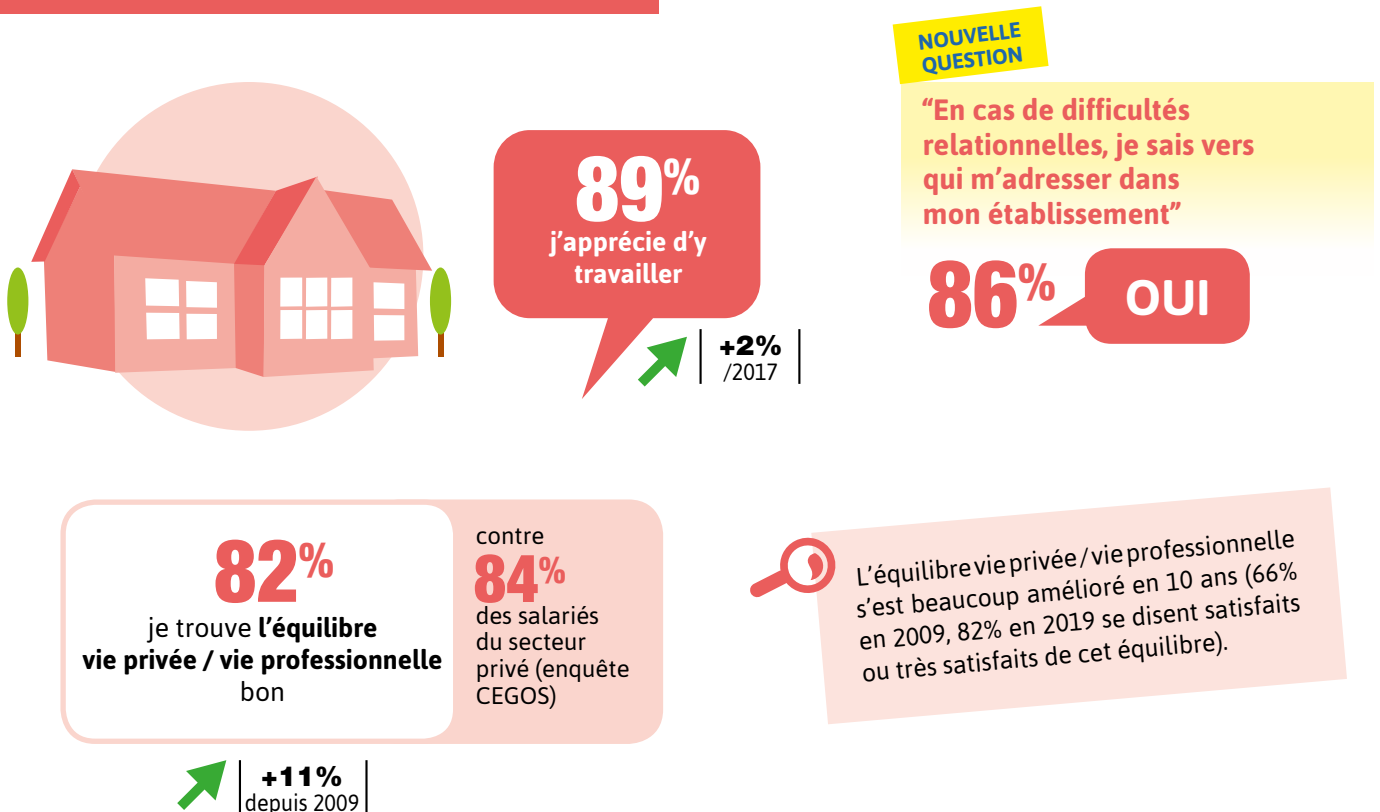 NOUVELLE
QUESTION
“En cas de difficultés
relationnelles, je sais vers
qui m’adresser dans
mon établissement”
86%
OUI
89%
j’apprécie d’y
travailler
+2%
/2017
82%
je trouve l’équilibre
vie privée / vie professionnelle
bon
contre
84%
des salariés
du secteur
privé (enquête
CEGOS)
+11%
depuis 2009
L’équilibre vie privée / vie professionnelle
s’est beaucoup amélioré en 10 ans (66%
en 2009, 82% en 2019 se disent satisfaits
ou très satisfaits de cet équilibre).